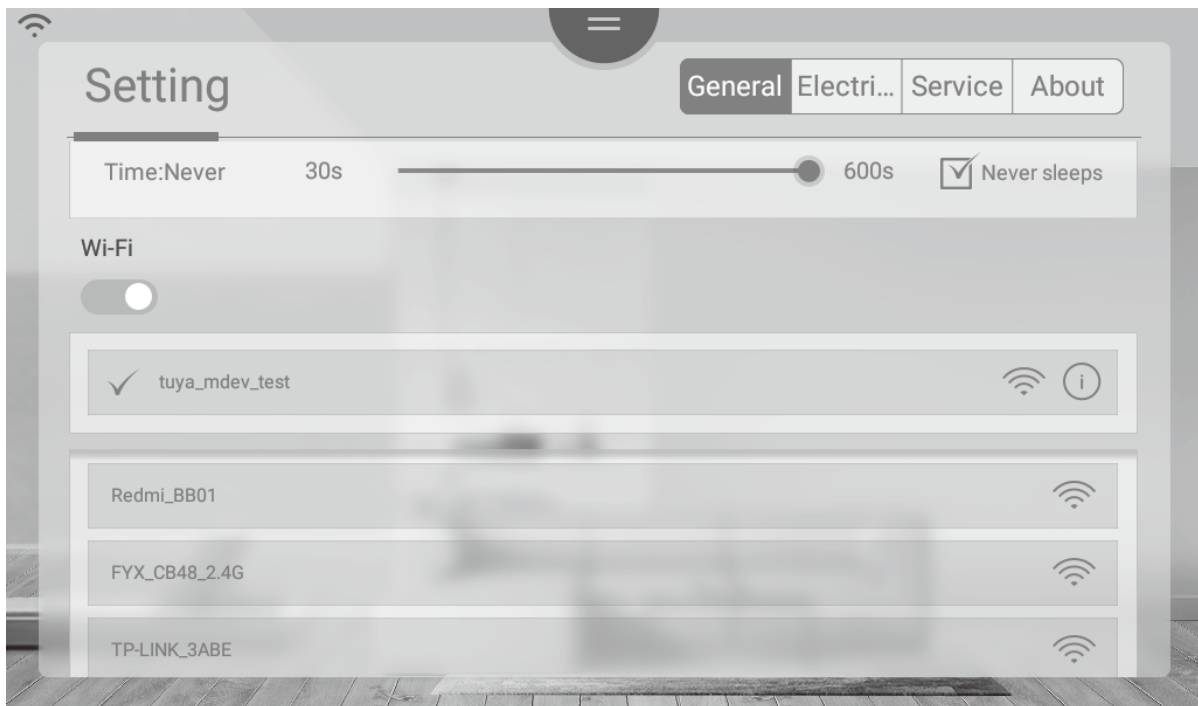 Setting
General Electri... Service About
Time:Never 30s 600s Never sleeps
Wi-Fi
tuya_mdev_test
Redmi_BB01
FYX_CB48_2.4G
TP-LINK_3ABE